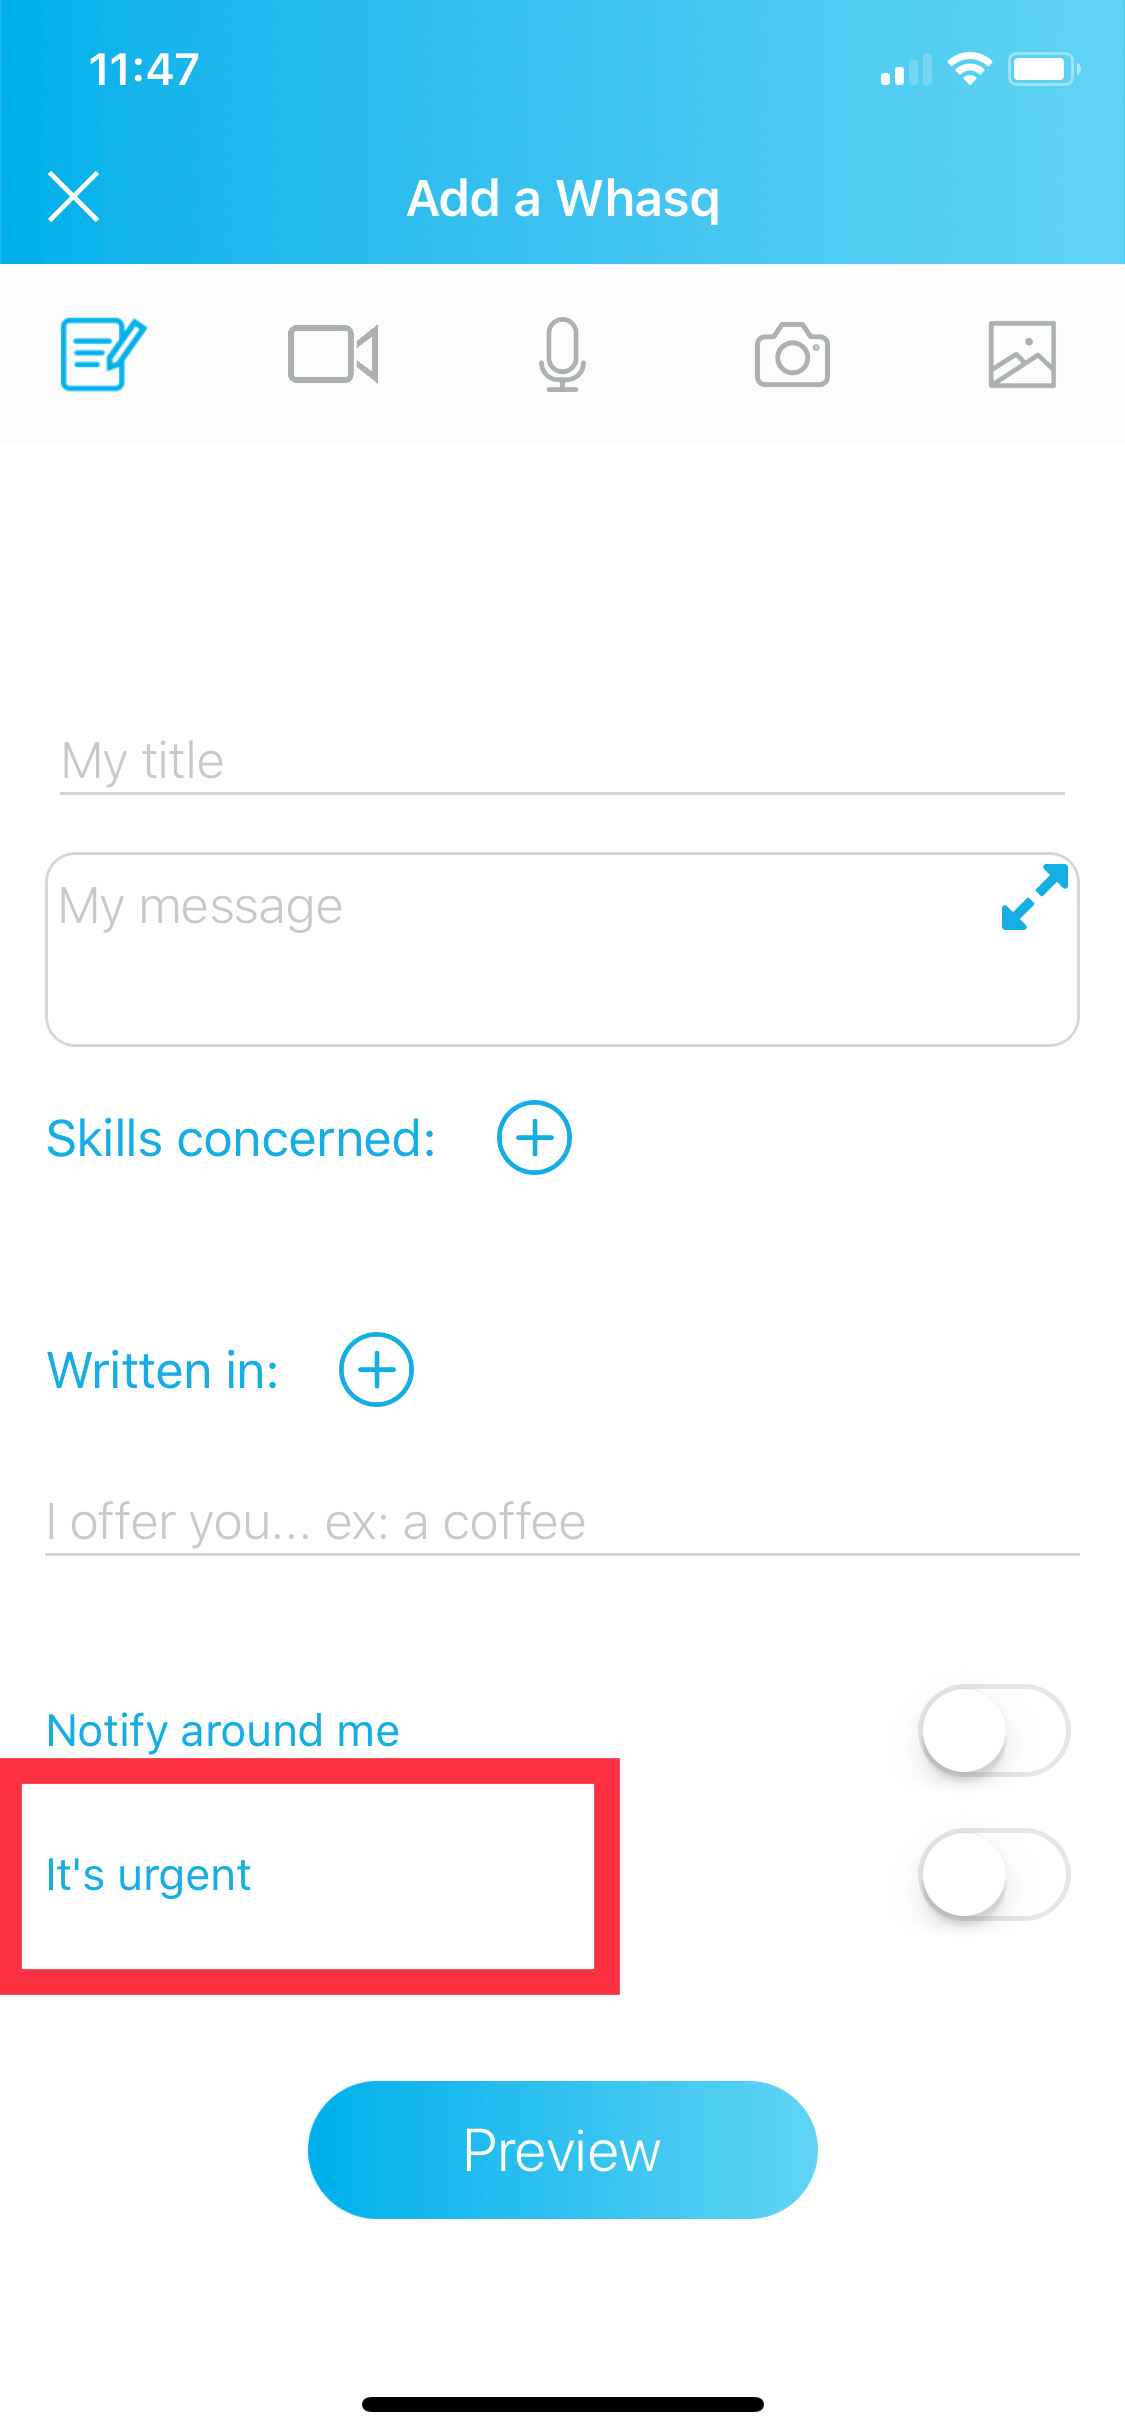 11:47
Add a Whasq
My title
My message
Skills concerned:
Written in:
I offer you... ex: a coffee
Notify around me
It's urgent
Preview